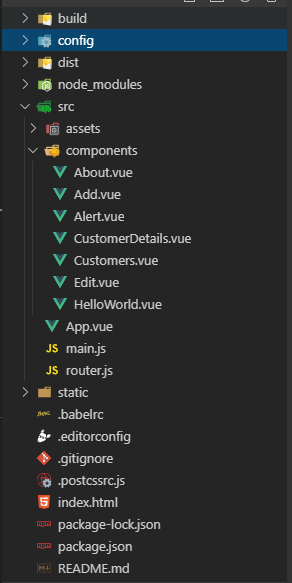 build
config
dist
node_modules
src
assets
components
About.vue
Add.vue
Alert.vue
CustomerDetails.vue
Customers.vue
Edit.vue
HelloWorld.vue
App.vue
JS main.js
JS router.js
static
.babelrc
.editorconfig
.gitignore
.postcssrc.js
index.html
package-lock.json
package.json
README.md